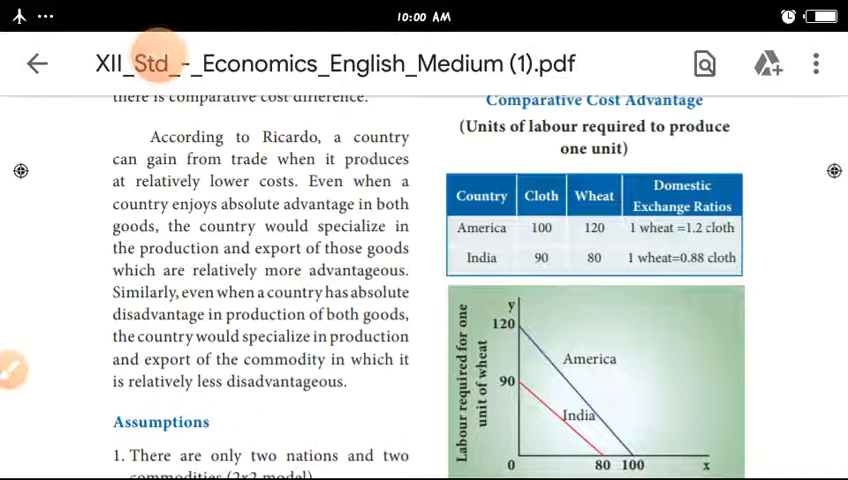 10:00 AM
XII_Std_-_Economics_English_Medium (1).pdf
there is comparative cost difference.
According to Ricardo, a country
can gain from trade when it produces
at relatively lower costs. Even when a
country enjoys absolute advantage in both
goods, the country would specialize in
the production and export of those goods
which are relatively more advantageous.
Similarly, even when a country has absolute
disadvantage in production of both goods,
the country would specialize in production
and export of the commodity in which it
is relatively less disadvantageous.
Assumptions
1. There are only two nations and two
commodities (2x2 model)
Comparative Cost Advantage
(Units of labour required to produce
one unit)
Country Cloth Wheat Domestic Exchange Ratios
America 100 120 1 wheat =1.2 cloth
India 90 80 1 wheat=0.88 cloth
Labour required for one
unit of wheat
y
120
America
90
India
0 80 100 x